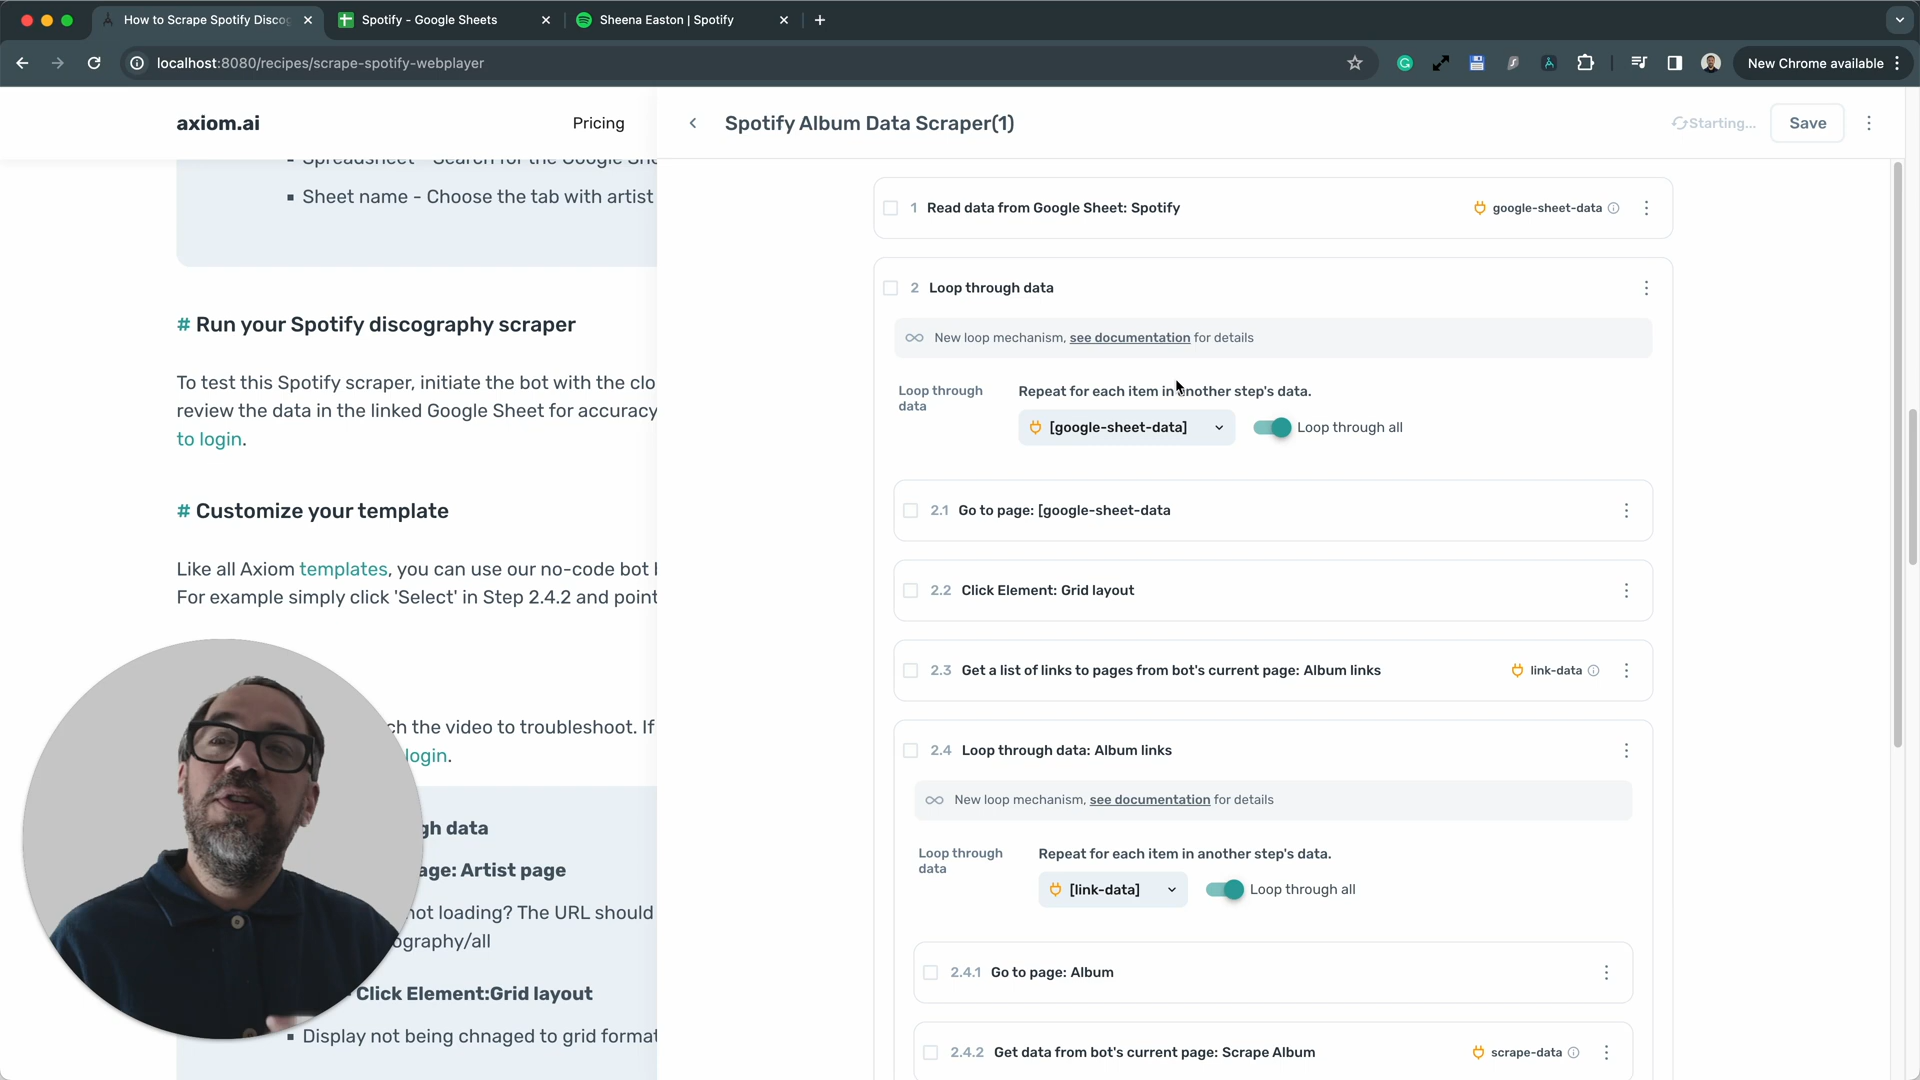 How to Scrape Spotify Discog
Spotify - Google Sheets
Sheena Easton | Spotify
localhost:8080/recipes/scrape-spotify-webplayer
New Chrome available
axiom.ai
Pricing
Spreadsheet - Search for the Google She
Sheet name - Choose the tab with artist
# Run your Spotify discography scraper
To test this Spotify scraper, initiate the bot with the clo
review the data in the linked Google Sheet for accuracy
to login.
# Customize your template
Like all Axiom templates, you can use our no-code bot
For example simply click 'Select' in Step 2.4.2 and point
ch the video to troubleshoot. If
login.
gh data
age: Artist page
not loading? The URL should
ography/all
Click Element:Grid layout
Display not being chnaged to grid format
Spotify Album Data Scraper(1)
Starting...
Save
1 Read data from Google Sheet: Spotify
google-sheet-data
2 Loop through data
New loop mechanism, see documentation for details
Loop through data
Repeat for each item in another step's data.
[google-sheet-data]
Loop through all
2.1 Go to page: [google-sheet-data
2.2 Click Element: Grid layout
2.3 Get a list of links to pages from bot's current page: Album links
link-data
2.4 Loop through data: Album links
New loop mechanism, see documentation for details
Loop through data
Repeat for each item in another step's data.
[link-data]
Loop through all
2.4.1 Go to page: Album
2.4.2 Get data from bot's current page: Scrape Album
scrape-data